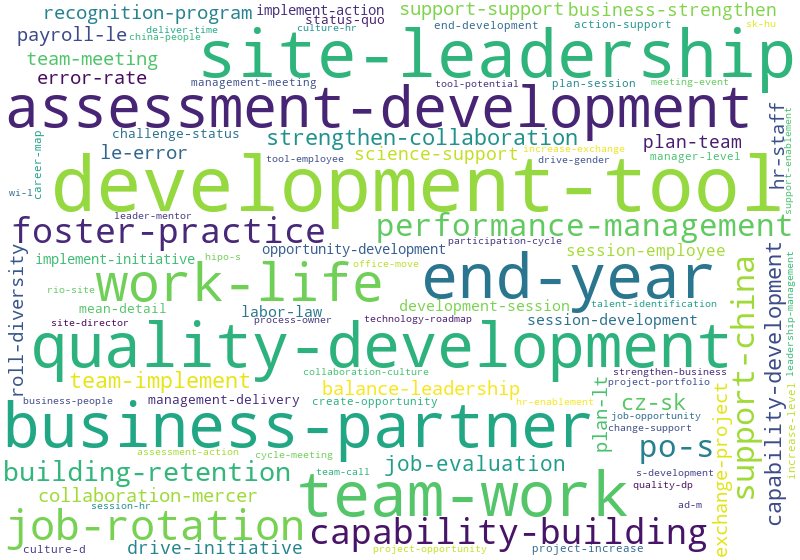 recognition-program
implement-action
support-support
business-strengthen
status-quo
end-development
action-support
sk-hu
payroll-le
deliver-time
culture-hr
china-people
site-leadership
team-meeting
error-rate
management-meeting
tool-potential
plan-session
meeting-event
assessment-development
hr-staff
support-enablement
career-map
challenge-status
strengthen-collaboration
plan-team
le-error
tool-employee
science-support
increase-exchange
drive-gender
manager-level
wi-l
development-tool
leader-mentor
foster-practice
performance-management
participation-cycle
opportunity-development
session-employee
implement-initiative
hipo-s
office-move
roll-diversity
work-life
end-year
support-china
capability-development
leadership-management
rio-site
mean-detail
labor-law
development-session
talent-identification
site-director
process-owner
technology-roadmap
session-development
quality-development
collaboration-culture
strengthen-business
team-implement
balance-leadership
hr-enablement
project-portfolio
plan-lt
exchange-project
increase-level
business-people
management-delivery
create-opportunity
cz-sk
job-opportunity
change-support
business-partner
po-s
assessment-action
cycle-meeting
building-retention
team-call
job-evaluation
s-development
quality-dp
collaboration-mercer
team-work
session-hr
ad-m
job-rotation
capability-building
culture-d
drive-initiative
project-opportunity
project-increase